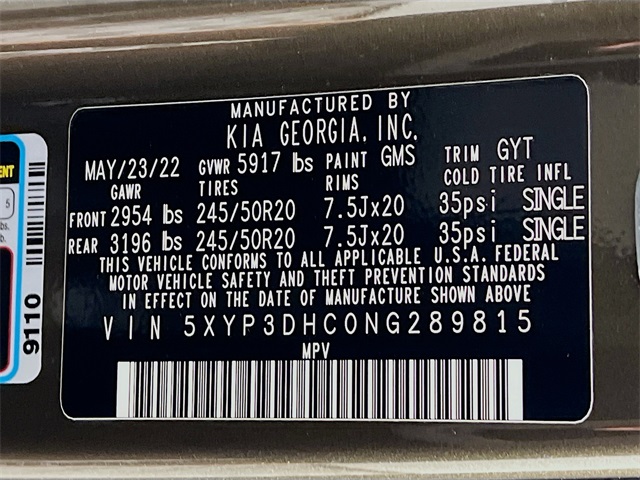 MANUFACTURED BY
KIA GEORGIA, INC.
MAY/23/22 GVWR 5917 lbs PAINT GMS TRIM GYT
GAWR TIRES RIMS COLD TIRE INFL
FRONT 2954 lbs 245/50R20 7.5Jx20 35psi SINGLE
REAR 3196 lbs 245/50R20 7.5Jx20 35psi SINGLE
THIS VEHICLE CONFORMS TO ALL APPLICABLE U.S.A. FEDERAL
MOTOR VEHICLE SAFETY AND THEFT PREVENTION STANDARDS
IN EFFECT ON THE DATE OF MANUFACTURE SHOWN ABOVE
VIN 5XYP3DHC0NG289815
MPV
5
9110